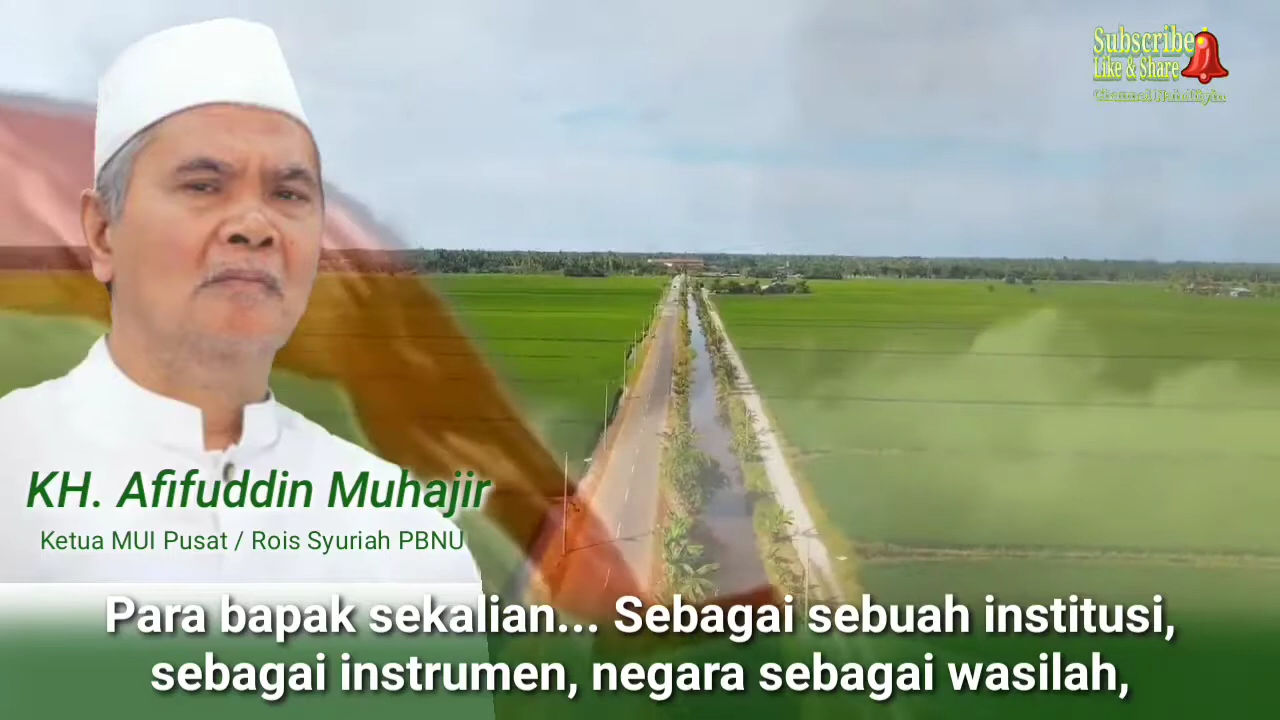 Subscribe
Like & Share
KH. Afifuddin Muhajir
Ketua MUI Pusat / Rois Syuriah PBNU
Para bapak sekalian... Sebagai sebuah institusi,
sebagai instrumen, negara sebagai wasilah,